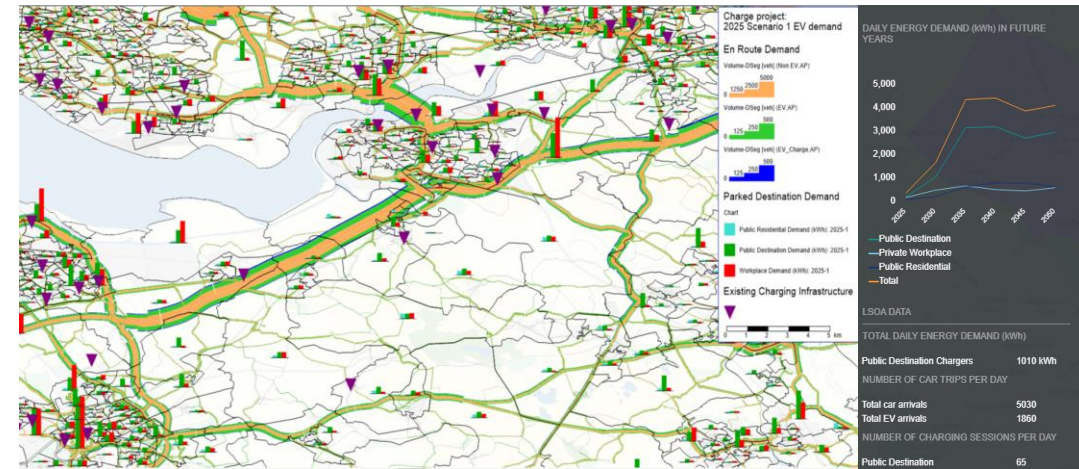 Charge project:
2025 Scenario 1 EV demand
En Route Demand
Volume-DSeg [veh] (Non EV,AP)
0 1250 2500 5000
Volume-DSeg [veh] (EV,AP)
0 125 250 500
Volume-DSeg [veh] (EV_Charge,AP)
0 125 250 500
Parked Destination Demand
Chart
Public Residential Demand (kWh): 2025-1
Public Destination Demand (kWh): 2025-1
Workplace Demand (kWh): 2025-1
Existing Charging Infrastructure
0 1 2 3 4 5 km
DAILY ENERGY DEMAND (kWh) IN FUTURE
YEARS
5,000
4,000
3,000
2,000
1,000
0
2025 2030 2035 2040 2045 2050
Public Destination
Private Workplace
Public Residential
Total
LSOA DATA
TOTAL DAILY ENERGY DEMAND (kWh)
Public Destination Chargers 1010 kWh
NUMBER OF CAR TRIPS PER DAY
Total car arrivals 5030
Total EV arrivals 1860
NUMBER OF CHARGING SESSIONS PER DAY
Public Destination 65